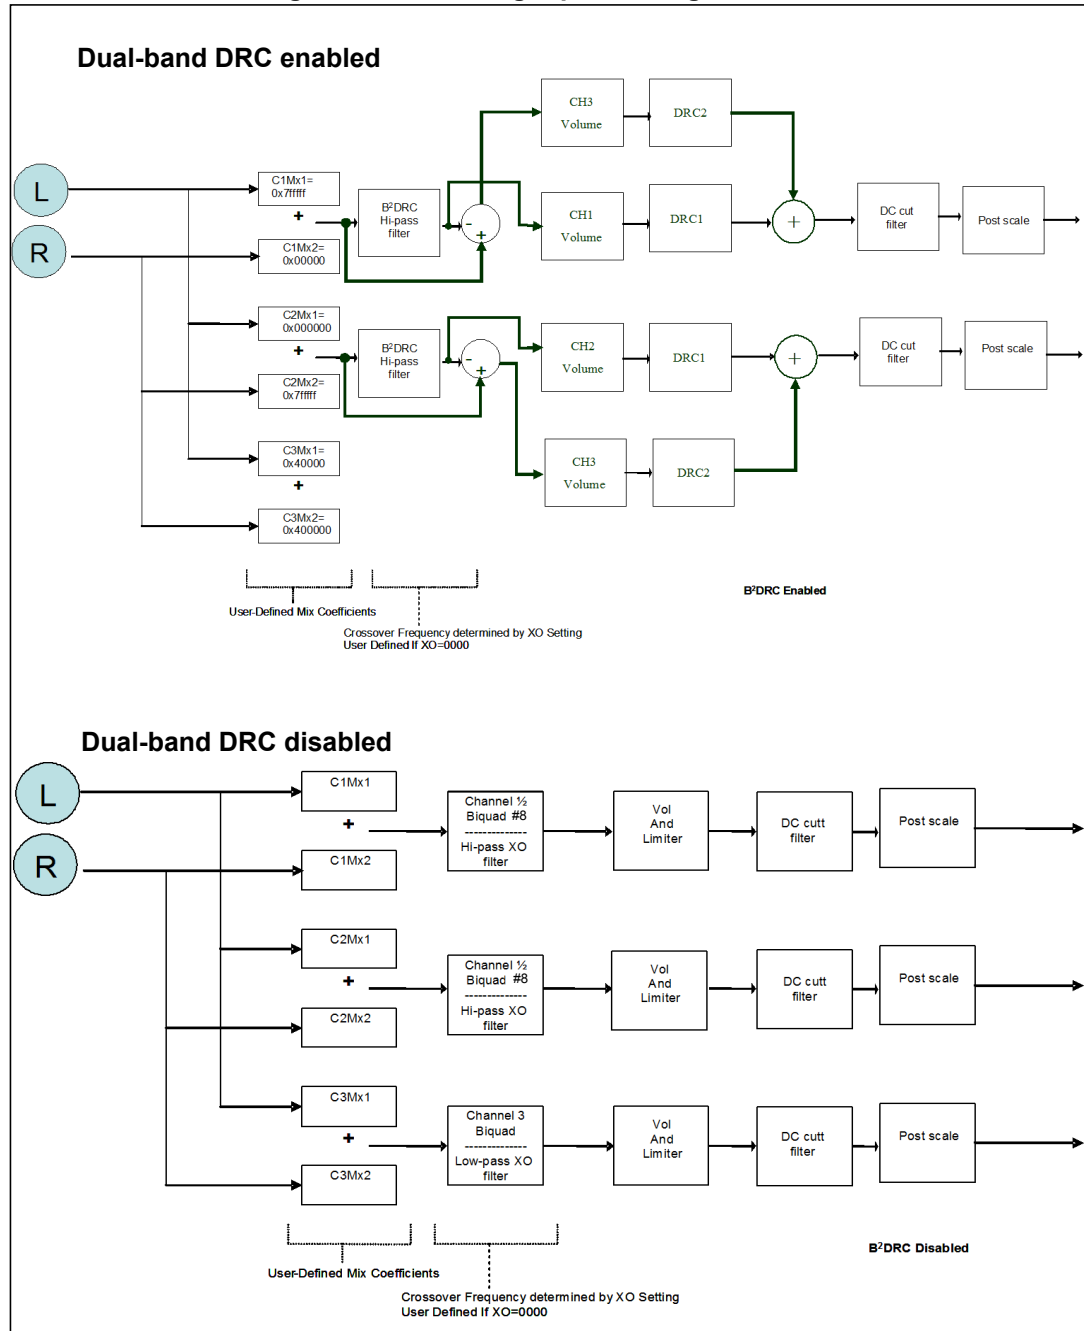 Dual-band DRC enabled
L
R
C1Mx1=
0x7fffff
+
C1Mx2=
0x00000
B²DRC
Hi-pass
filter
-
+
CH3
Volume
DRC2
CH1
Volume
DRC1
+
DC cut
filter
Post scale
C2Mx1=
0x000000
+
C2Mx2=
0x7fffff
B²DRC
Hi-pass
filter
-
+
CH2
Volume
DRC1
+
DC cut
filter
Post scale
C3Mx1=
0x40000
+
C3Mx2=
0x400000
CH3
Volume
DRC2
User-Defined Mix Coefficients
Crossover Frequency determined by XO Setting
User Defined If XO=0000
B²DRC Enabled
Dual-band DRC disabled
L
R
C1Mx1
+
C1Mx2
Channel ½
Biquad #8
--------------
Hi-pass XO
filter
Vol
And
Limiter
DC cutt
filter
Post scale
C2Mx1
+
C2Mx2
Channel ½
Biquad #8
--------------
Hi-pass XO
filter
Vol
And
Limiter
DC cutt
filter
Post scale
C3Mx1
+
C3Mx2
Channel 3
Biquad
--------------
Low-pass XO
filter
Vol
And
Limiter
DC cutt
filter
Post scale
User-Defined Mix Coefficients
Crossover Frequency determined by XO Setting
User Defined If XO=0000
B²DRC Disabled